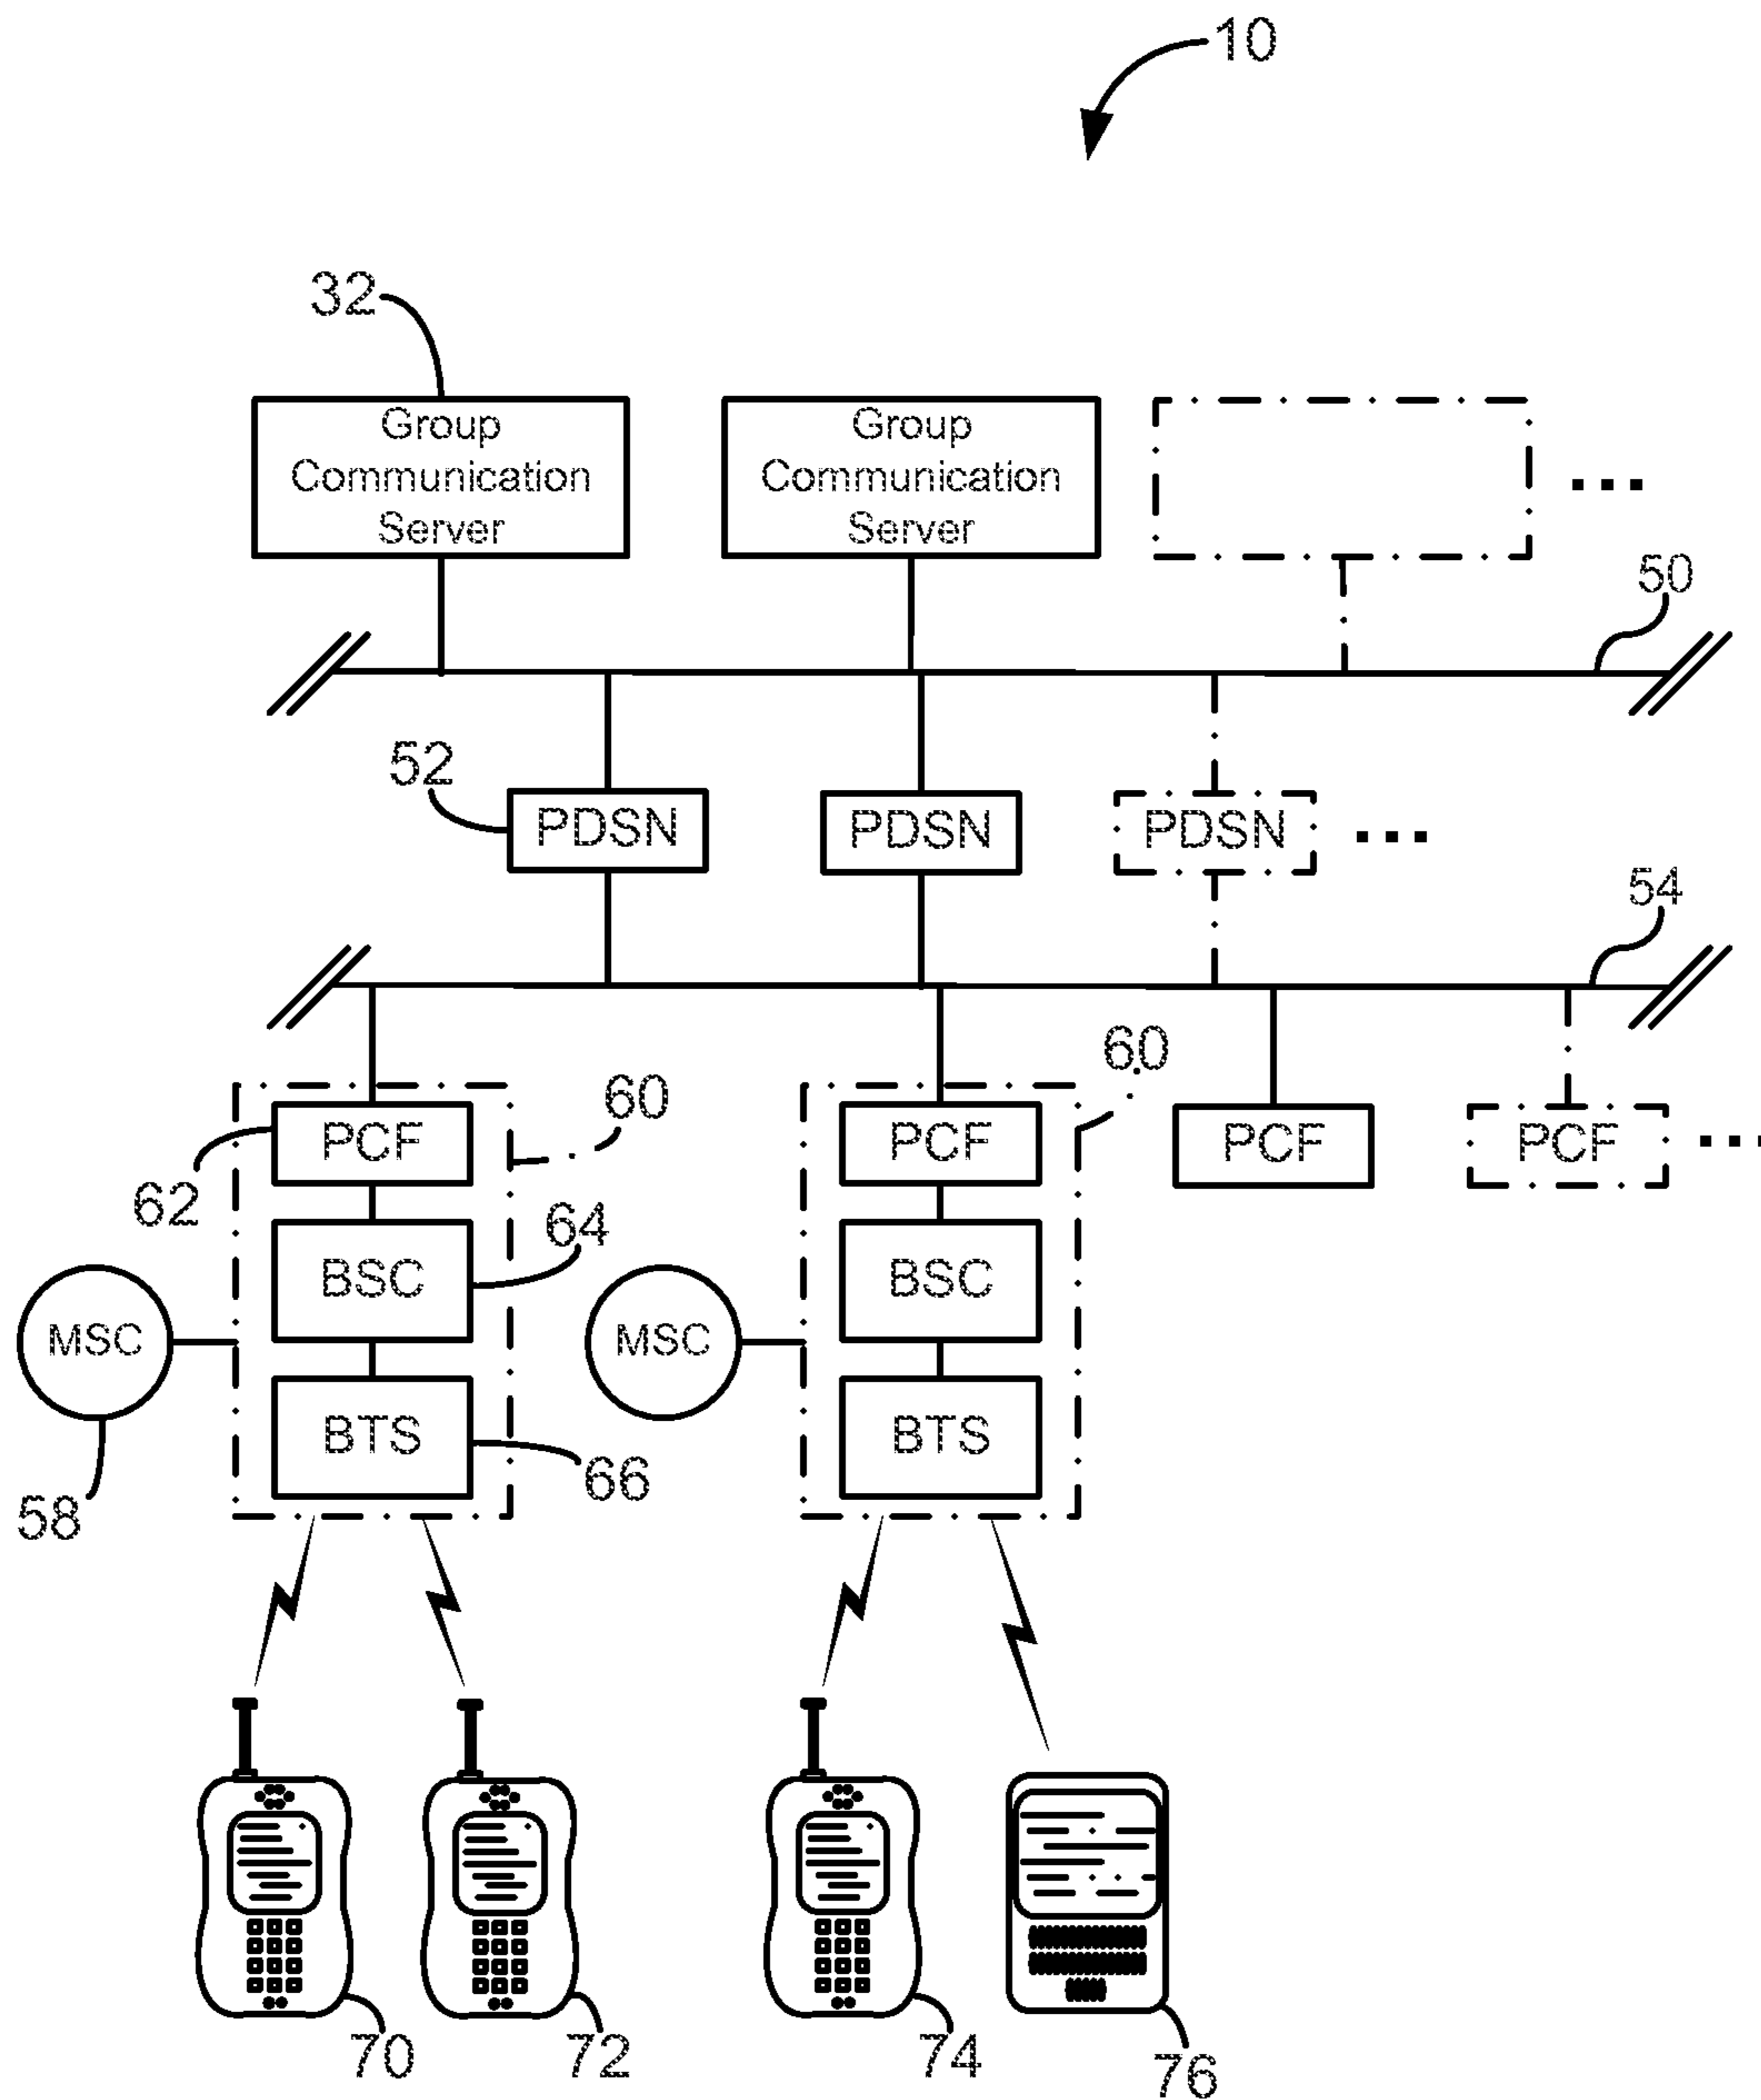 10
32
Group
Communication
Server
Group
Communication
Server
...
50
52
PDSN
PDSN
PDSN
...
54
60
60
PCF
PCF
PCF
PCF
...
62
64
BSC
BSC
MSC
MSC
BTS
BTS
66
58
70
72
74
76